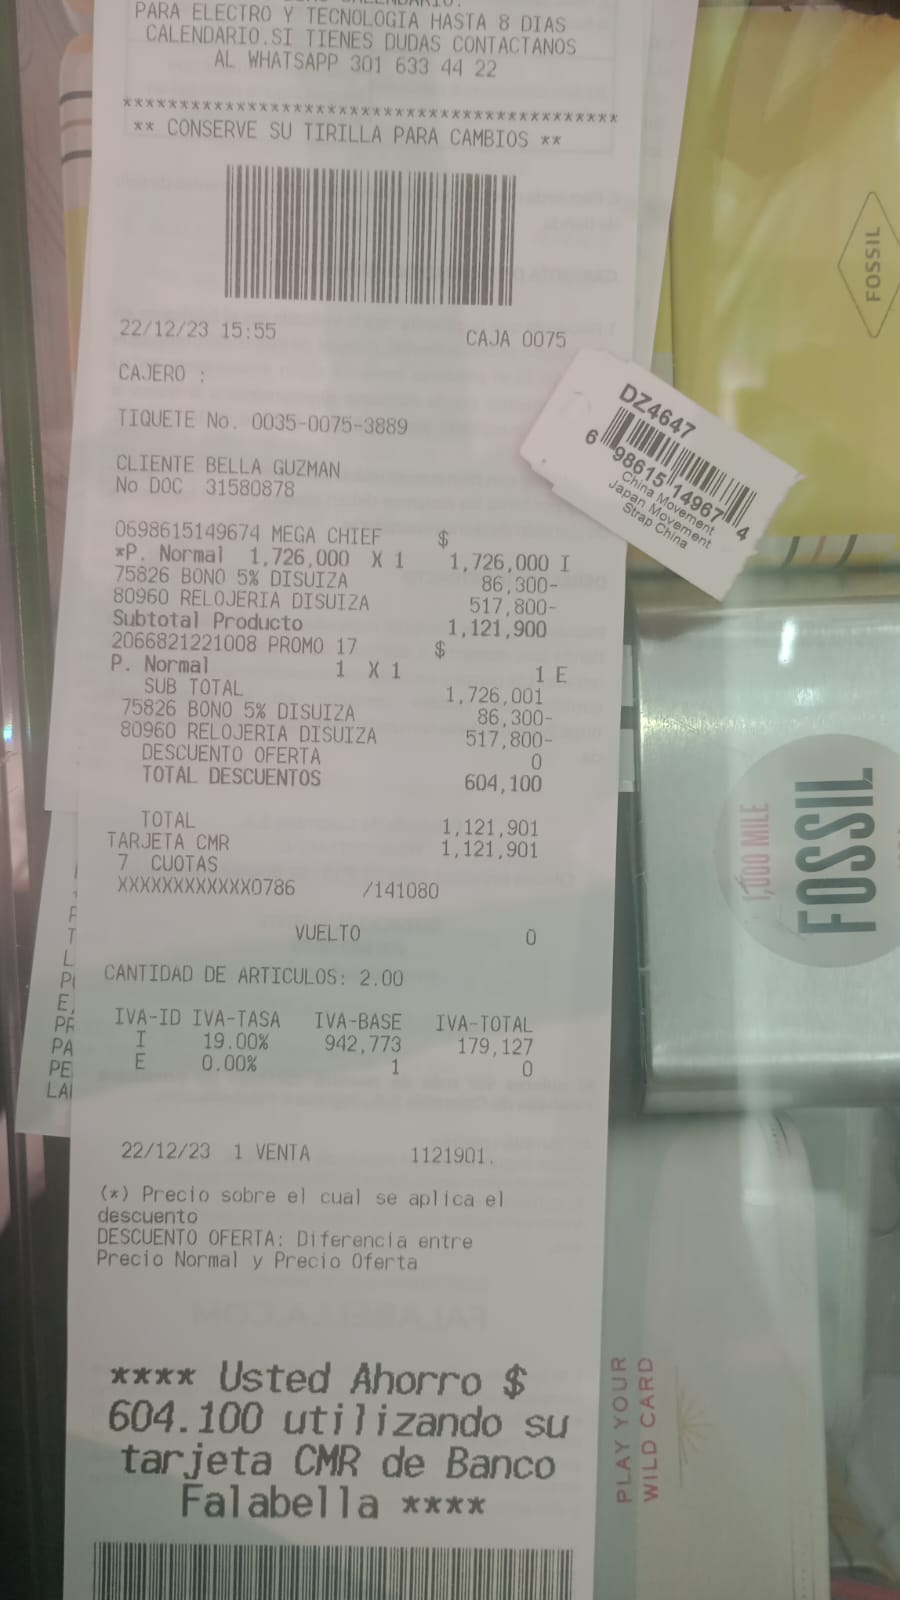 PARA ELECTRO Y TECNOLOGIA HASTA 8 DIAS
CALENDARIO.SI TIENES DUDAS CONTACTANOS
AL WHATSAPP 301 633 44 22
*******************************************
** CONSERVE SU TIRILLA PARA CAMBIOS **
22/12/23 15:55 CAJA 0075
CAJERO :
TIQUETE No. 0035-0075-3889
CLIENTE BELLA GUZMAN
No DOC 31580878
0698615149674 MEGA CHIEF $
*P. Normal 1,726,000 X 1 1,726,000 I
75826 BONO 5% DISUIZA 86,300-
80960 RELOJERIA DISUIZA 517,800-
Subtotal Producto 1,121,900
2066821221008 PROMO 17 $
P. Normal 1 X 1 1 E
SUB TOTAL 1,726,001
75826 BONO 5% DISUIZA 86,300-
80960 RELOJERIA DISUIZA 517,800-
DESCUENTO OFERTA 0
TOTAL DESCUENTOS 604,100
TOTAL 1,121,901
TARJETA CMR 1,121,901
7 CUOTAS
XXXXXXXXXXXX0786 /141080
VUELTO 0
CANTIDAD DE ARTICULOS: 2.00
IVA-ID IVA-TASA IVA-BASE IVA-TOTAL
I 19.00% 942,773 179,127
E 0.00% 1 0
22/12/23 1 VENTA 1121901.
(*) Precio sobre el cual se aplica el
descuento
DESCUENTO OFERTA: Diferencia entre
Precio Normal y Precio Oferta
**** Usted Ahorro $
604.100 utilizando su
tarjeta CMR de Banco
Falabella ****
DZ4647
6 98615 14967 4
China Movement
Japan Movement
Strap China
FOSSIL
1,000 MILE
FOSSIL
PLAY YOUR
WILD CARD
PE
LA